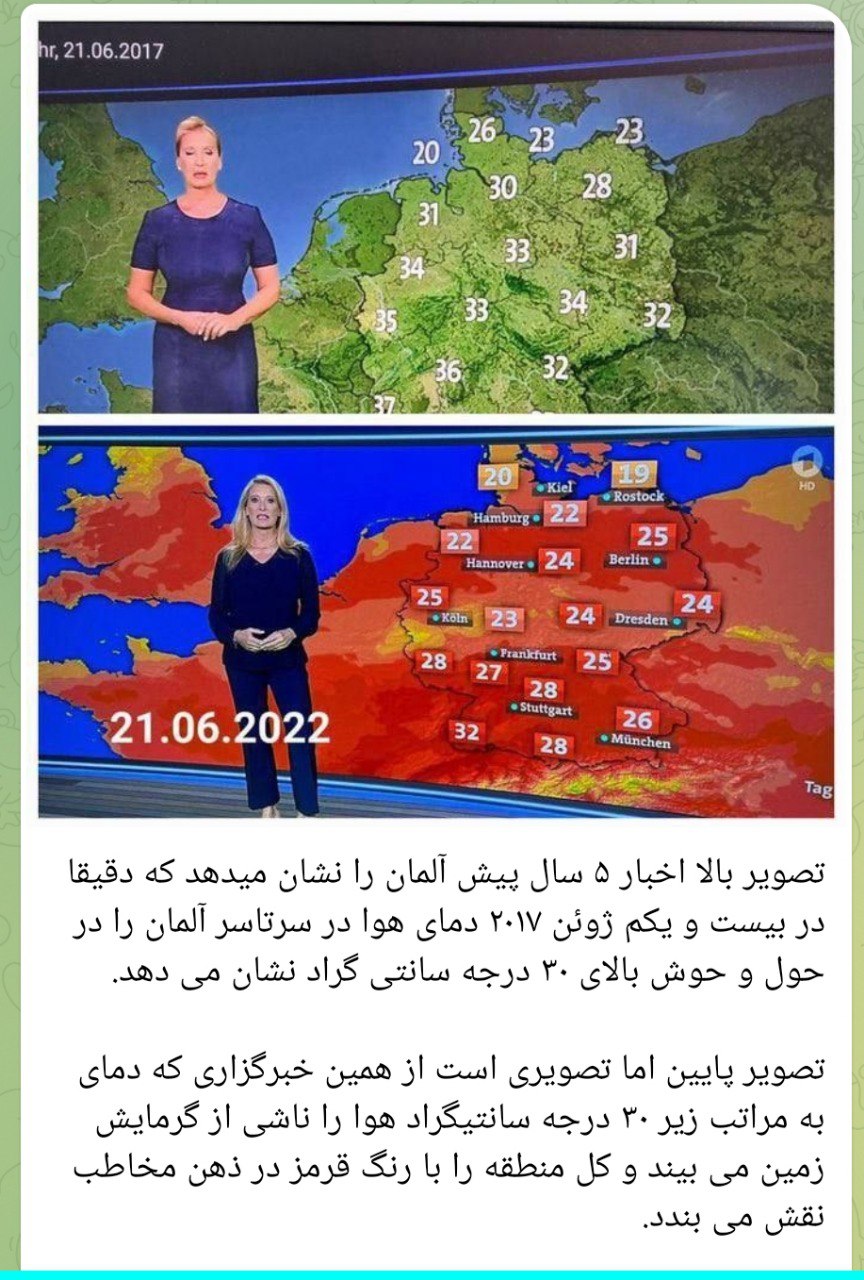 hr, 21.06.2017
26
23
23
20
30
28
31
33
31
34
33
34
32
35
36
32
37
HD
20
19
Kiel
Rostock
Hamburg
22
22
25
Hannover
24
Berlin
25
Köln
23
24
Dresden
24
28
Frankfurt
27
25
28
Stuttgart
21.06.2022
32
26
28
München
Tag
تصویر بالا اخبار ۵ سال پیش آلمان را نشان میدهد که دقیقا
در بیست و یکم ژوئن ۲۰۱۷ دمای هوا در سرتاسر آلمان را در
حول و حوش بالای ۳۰ درجه سانتی گراد نشان می دهد.
تصویر پایین اما تصویری است از همین خبرگزاری که دمای
به مراتب زیر ۳۰ درجه سانتیگراد هوا را ناشی از گرمایش
زمین می بیند و کل منطقه را با رنگ قرمز در ذهن مخاطب
نقش می بندد.